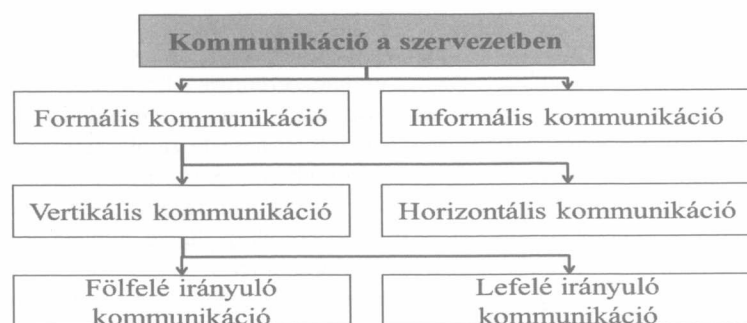 Kommunikáció a szervezetben
Formális kommunikáció
Informális kommunikáció
Vertikális kommunikáció
Horizontális kommunikáció
Fölfelé irányuló
kommunikáció
Lefelé irányuló
kommunikáció